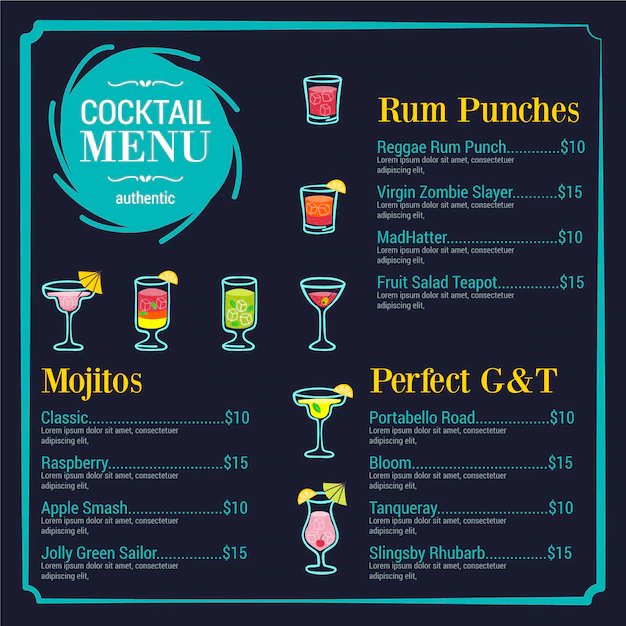 COCKTAIL
MENU
authentic
Rum Punches
Reggae Rum Punch..............$10
Lorem ipsum dolor sit amet, consectetuer
adipiscing elit,
Virgin Zombie Slayer...........$15
Lorem ipsum dolor sit amet, consectetuer
adipiscing elit,
MadHatter...........................$10
Lorem ipsum dolor sit amet, consectetuer
adipiscing elit,
Fruit Salad Teapot...............$15
Lorem ipsum dolor sit amet, consectetuer
adipiscing elit,
Mojitos
Classic.................................$10
Lorem ipsum dolor sit amet, consectetuer
adipiscing elit,
Raspberry............................$15
Lorem ipsum dolor sit amet, consectetuer
adipiscing elit,
Apple Smash.......................$10
Lorem ipsum dolor sit amet, consectetuer
adipiscing elit,
Jolly Green Sailor................$15
Lorem ipsum dolor sit amet, consectetuer
adipiscing elit,
Perfect G&T
Portabello Road..................$10
Lorem ipsum dolor sit amet, consectetuer
adipiscing elit,
Bloom..................................$15
Lorem ipsum dolor sit amet, consectetuer
adipiscing elit,
Tanqueray...........................$10
Lorem ipsum dolor sit amet, consectetuer
adipiscing elit,
Slingsby Rhubarb................$15
Lorem ipsum dolor sit amet, consectetuer
adipiscing elit,